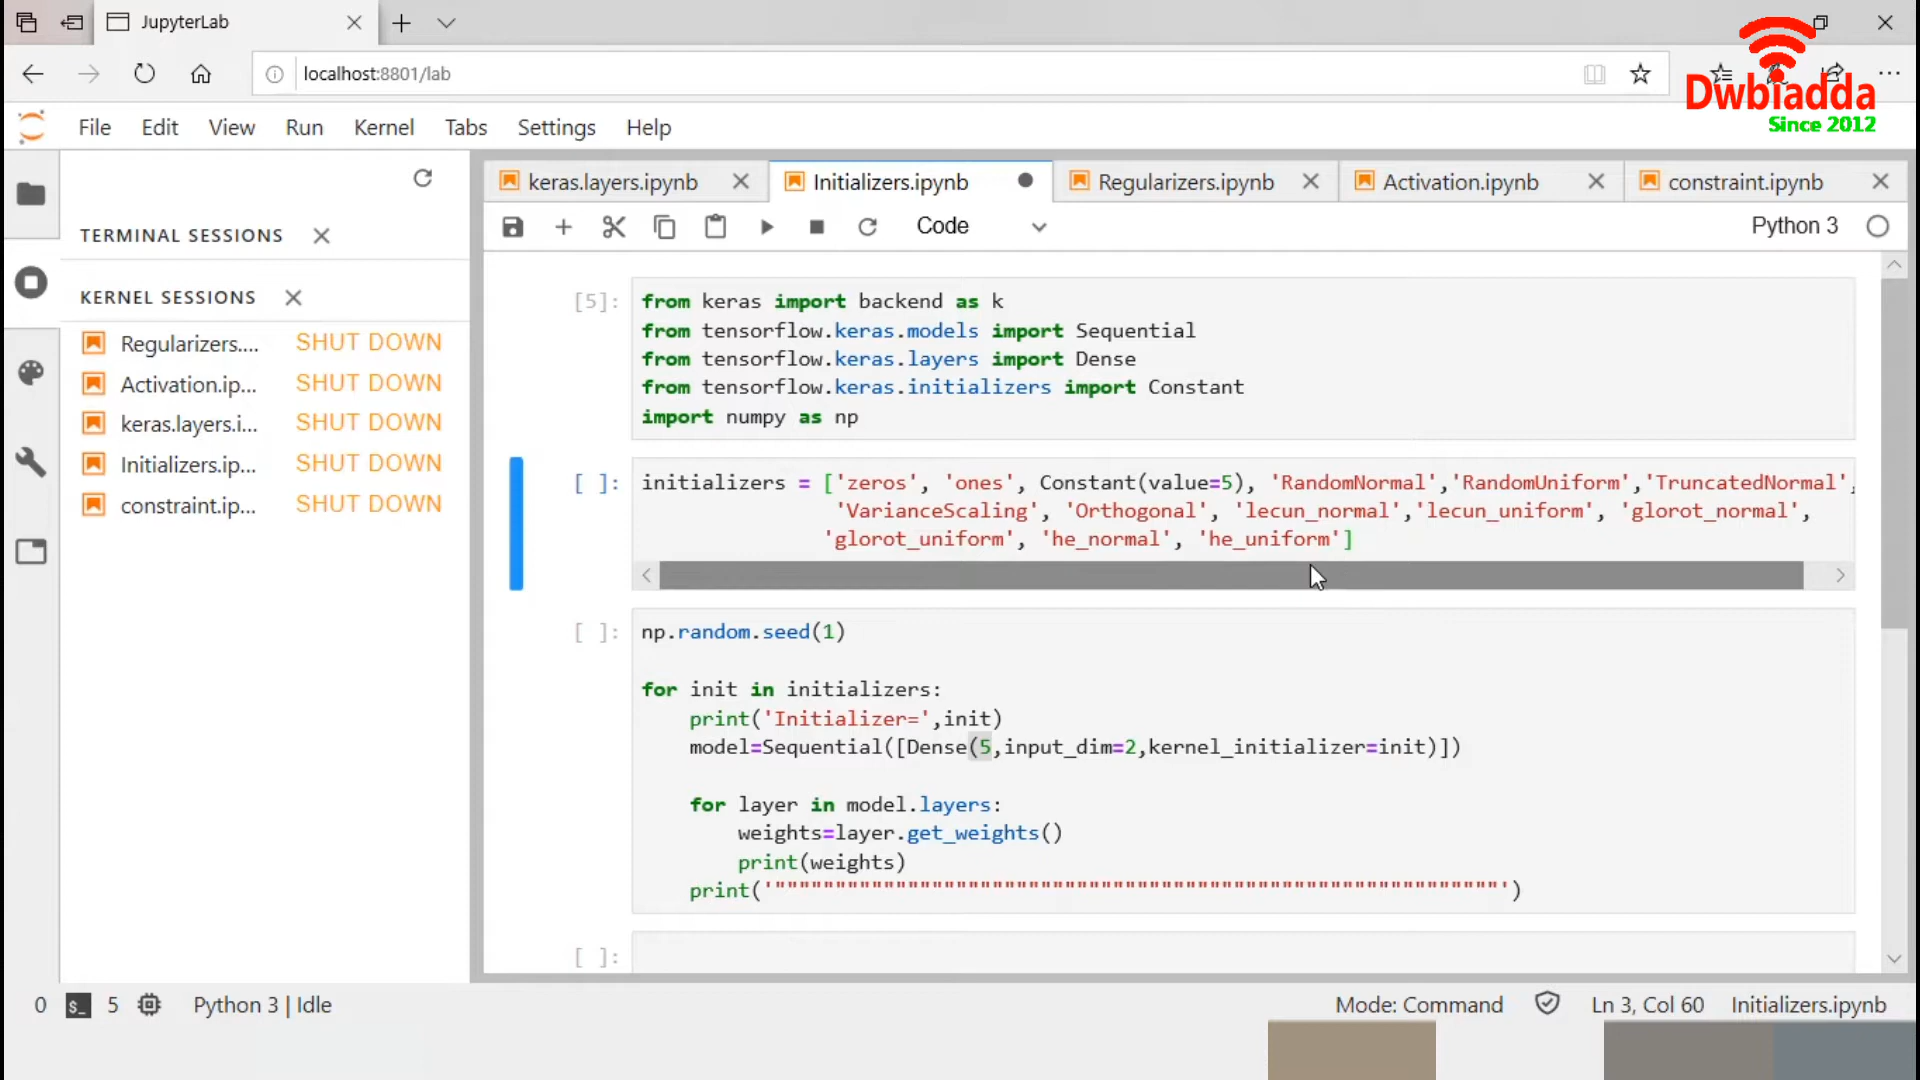 JupyterLab
localhost:8801/lab
Dwbiadda
Since 2012
File Edit View Run Kernel Tabs Settings Help
TERMINAL SESSIONS
KERNEL SESSIONS
Regularizers.... SHUT DOWN
Activation.ip... SHUT DOWN
keras.layers.i... SHUT DOWN
Initializers.ip... SHUT DOWN
constraint.ip... SHUT DOWN
keras.layers.ipynb Initializers.ipynb Regularizers.ipynb Activation.ipynb constraint.ipynb
Code Python 3
[5]: from keras import backend as k
from tensorflow.keras.models import Sequential
from tensorflow.keras.layers import Dense
from tensorflow.keras.initializers import Constant
import numpy as np
[ ]: initializers = ['zeros', 'ones', Constant(value=5), 'RandomNormal','RandomUniform','TruncatedNormal',
'VarianceScaling', 'Orthogonal', 'lecun_normal','lecun_uniform', 'glorot_normal',
'glorot_uniform', 'he_normal', 'he_uniform']
[ ]: np.random.seed(1)
for init in initializers:
print('Initializer=',init)
model=Sequential([Dense(5,input_dim=2,kernel_initializer=init)])
for layer in model.layers:
weights=layer.get_weights()
print(weights)
print('""""""""""""""""""""""""""""""""""""""""""""""""""""""""""""')
[ ]:
0 5 Python 3 | Idle Mode: Command Ln 3, Col 60 Initializers.ipynb